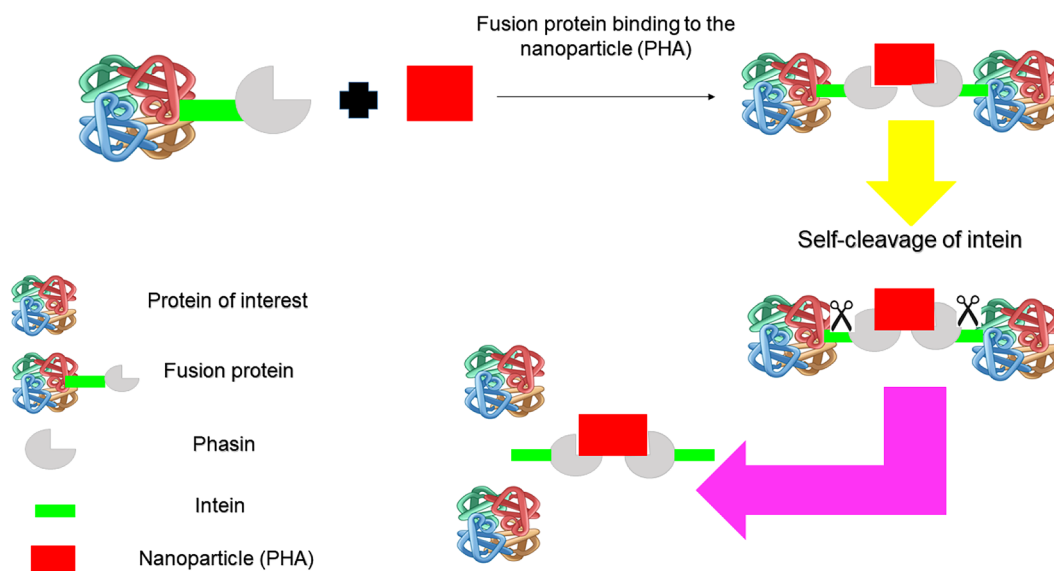 Fusion protein binding to the
nanoparticle (PHA)
Self-cleavage of intein
Protein of interest
Fusion protein
Phasin
Intein
Nanoparticle (PHA)